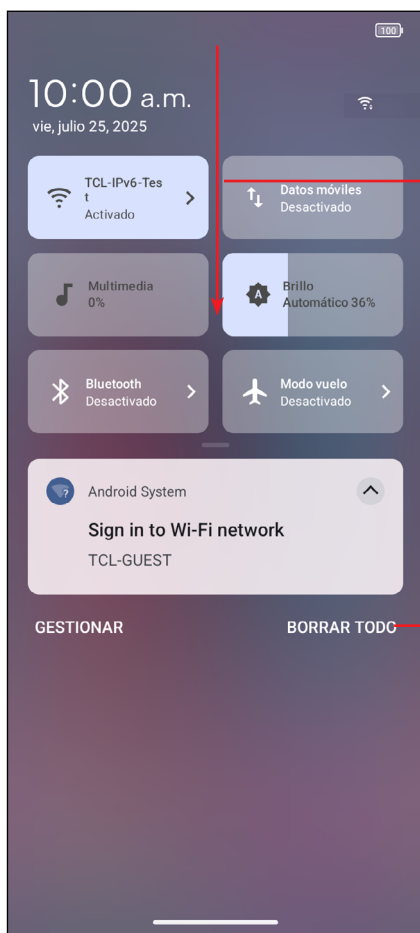 100
10:00 a.m.
vie, julio 25, 2025
TCL-IPv6-Tes
t
Activado
Datos móviles
Desactivado
Multimedia
0%
A
Brillo
Automático 36%
Bluetooth
Desactivado
Modo vuelo
Desactivado
?
Android System
Sign in to Wi-Fi network
TCL-GUEST
GESTIONAR
BORRAR TODO